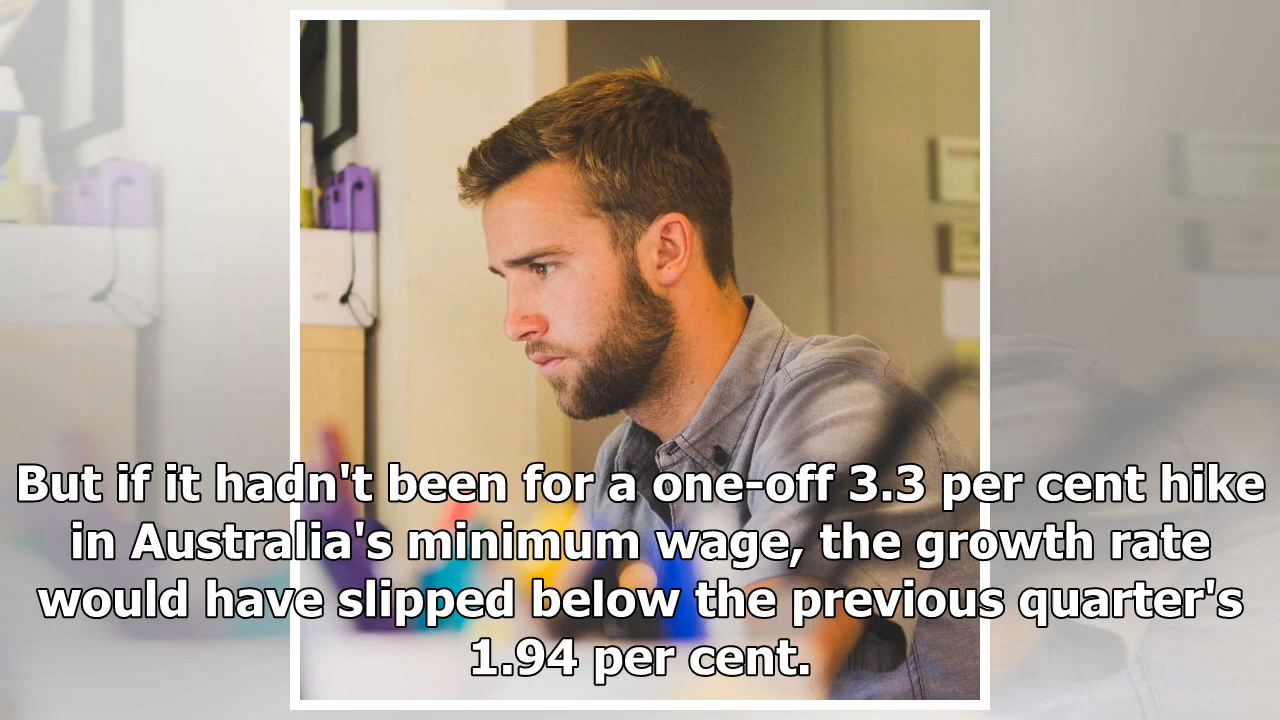 But if it hadn't been for a one-off 3.3 per cent hike
in Australia's minimum wage, the growth rate
would have slipped below the previous quarter's
1.94 per cent.